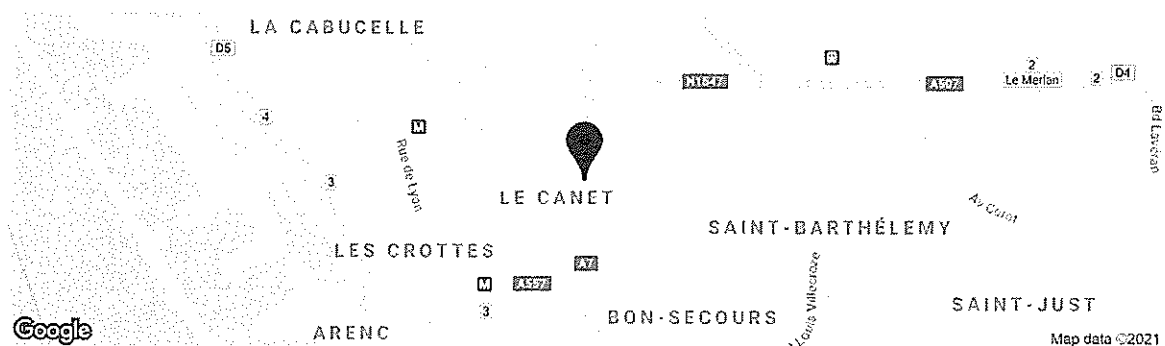 LA CABUCELLE
D5
2
N1547
A507
Le Merlan
2
D4
4
M
Bd Lavéran
Rue de Lyon
3
LE CANET
Av Corot
SAINT-BARTHÉLEMY
LES CROTTES
A7
M
A557
Louis Villecroze
3
SAINT-JUST
BON-SECOURS
ARENC
Google
Map data ©2021